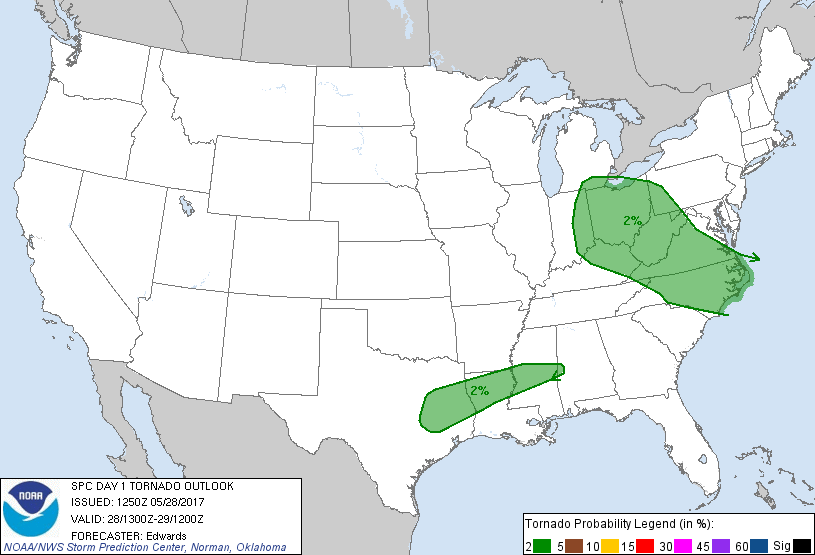 2%
2%
NOAA
SPC DAY 1 TORNADO OUTLOOK
ISSUED: 1250Z 05/28/2017
VALID: 28/1300Z-29/1200Z
FORECASTER: Edwards
NOAA/NWS Storm Prediction Center, Norman, Oklahoma
Tornado Probability Legend (in %):
2 5 10 15 30 45 60 Sig